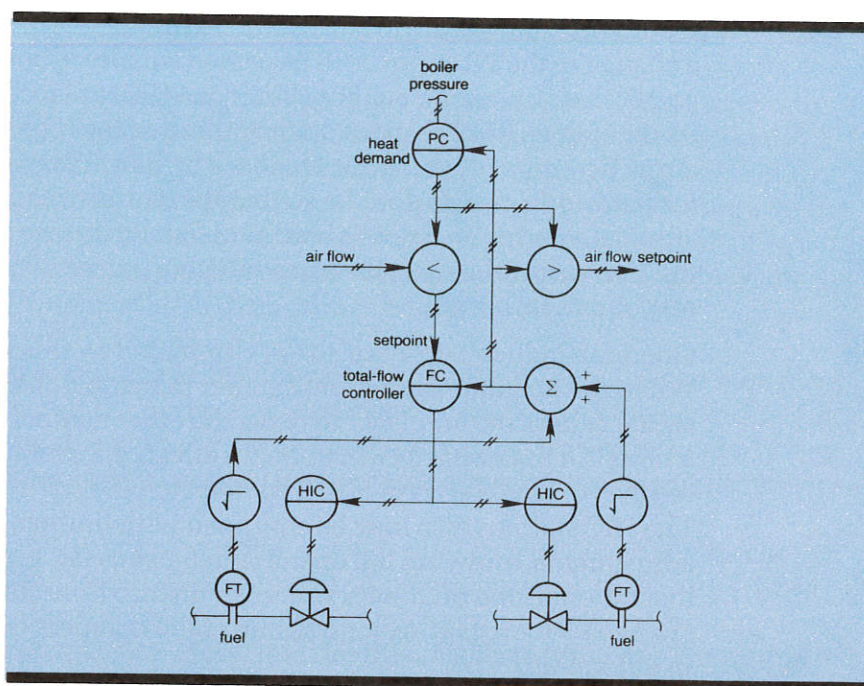 boiler
pressure
PC
heat
demand
air flow
<
>
air flow setpoint
setpoint
total-flow
controller
FC
Σ
+
+
√
HIC
HIC
√
FT
FT
fuel
fuel